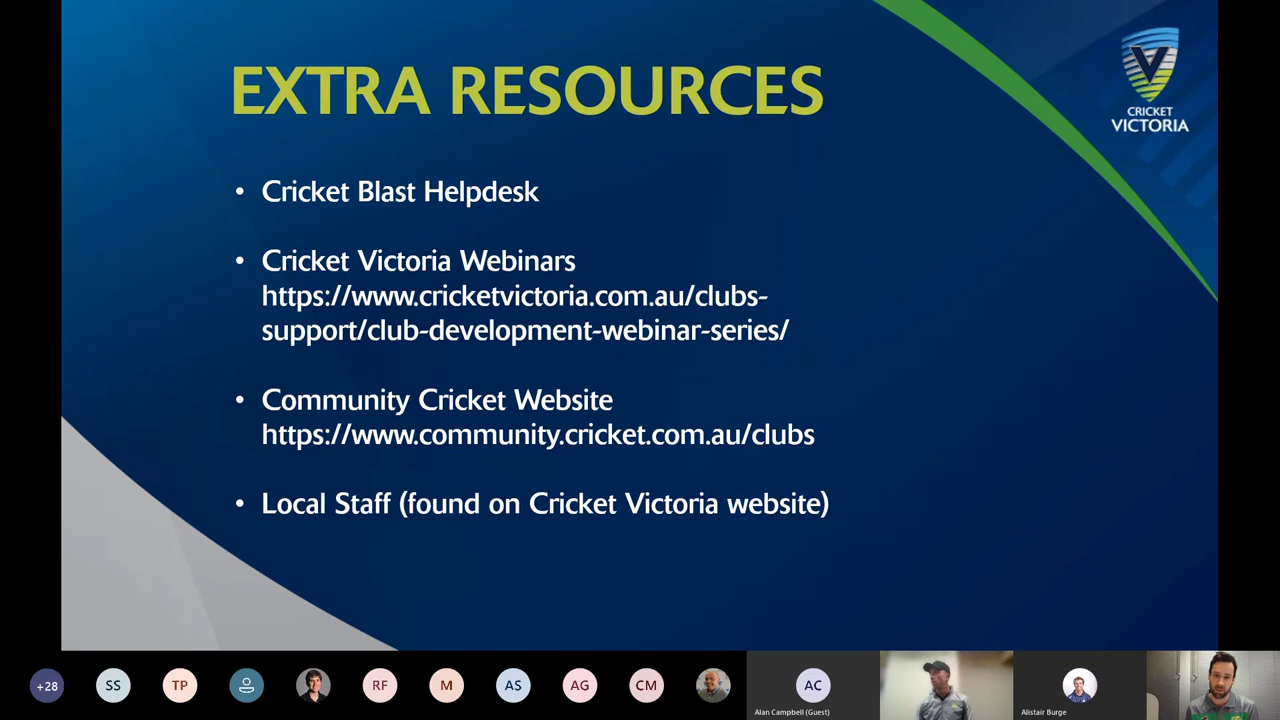 EXTRA RESOURCES
CRICKET
VICTORIA
• Cricket Blast Helpdesk
• Cricket Victoria Webinars
https://www.cricketvictoria.com.au/clubs-
support/club-development-webinar-series/
• Community Cricket Website
https://www.community.cricket.com.au/clubs
• Local Staff (found on Cricket Victoria website)
+28
SS
TP
RF
M
AS
AG
CM
AC
Alan Campbell (Guest)
Alistair Burge